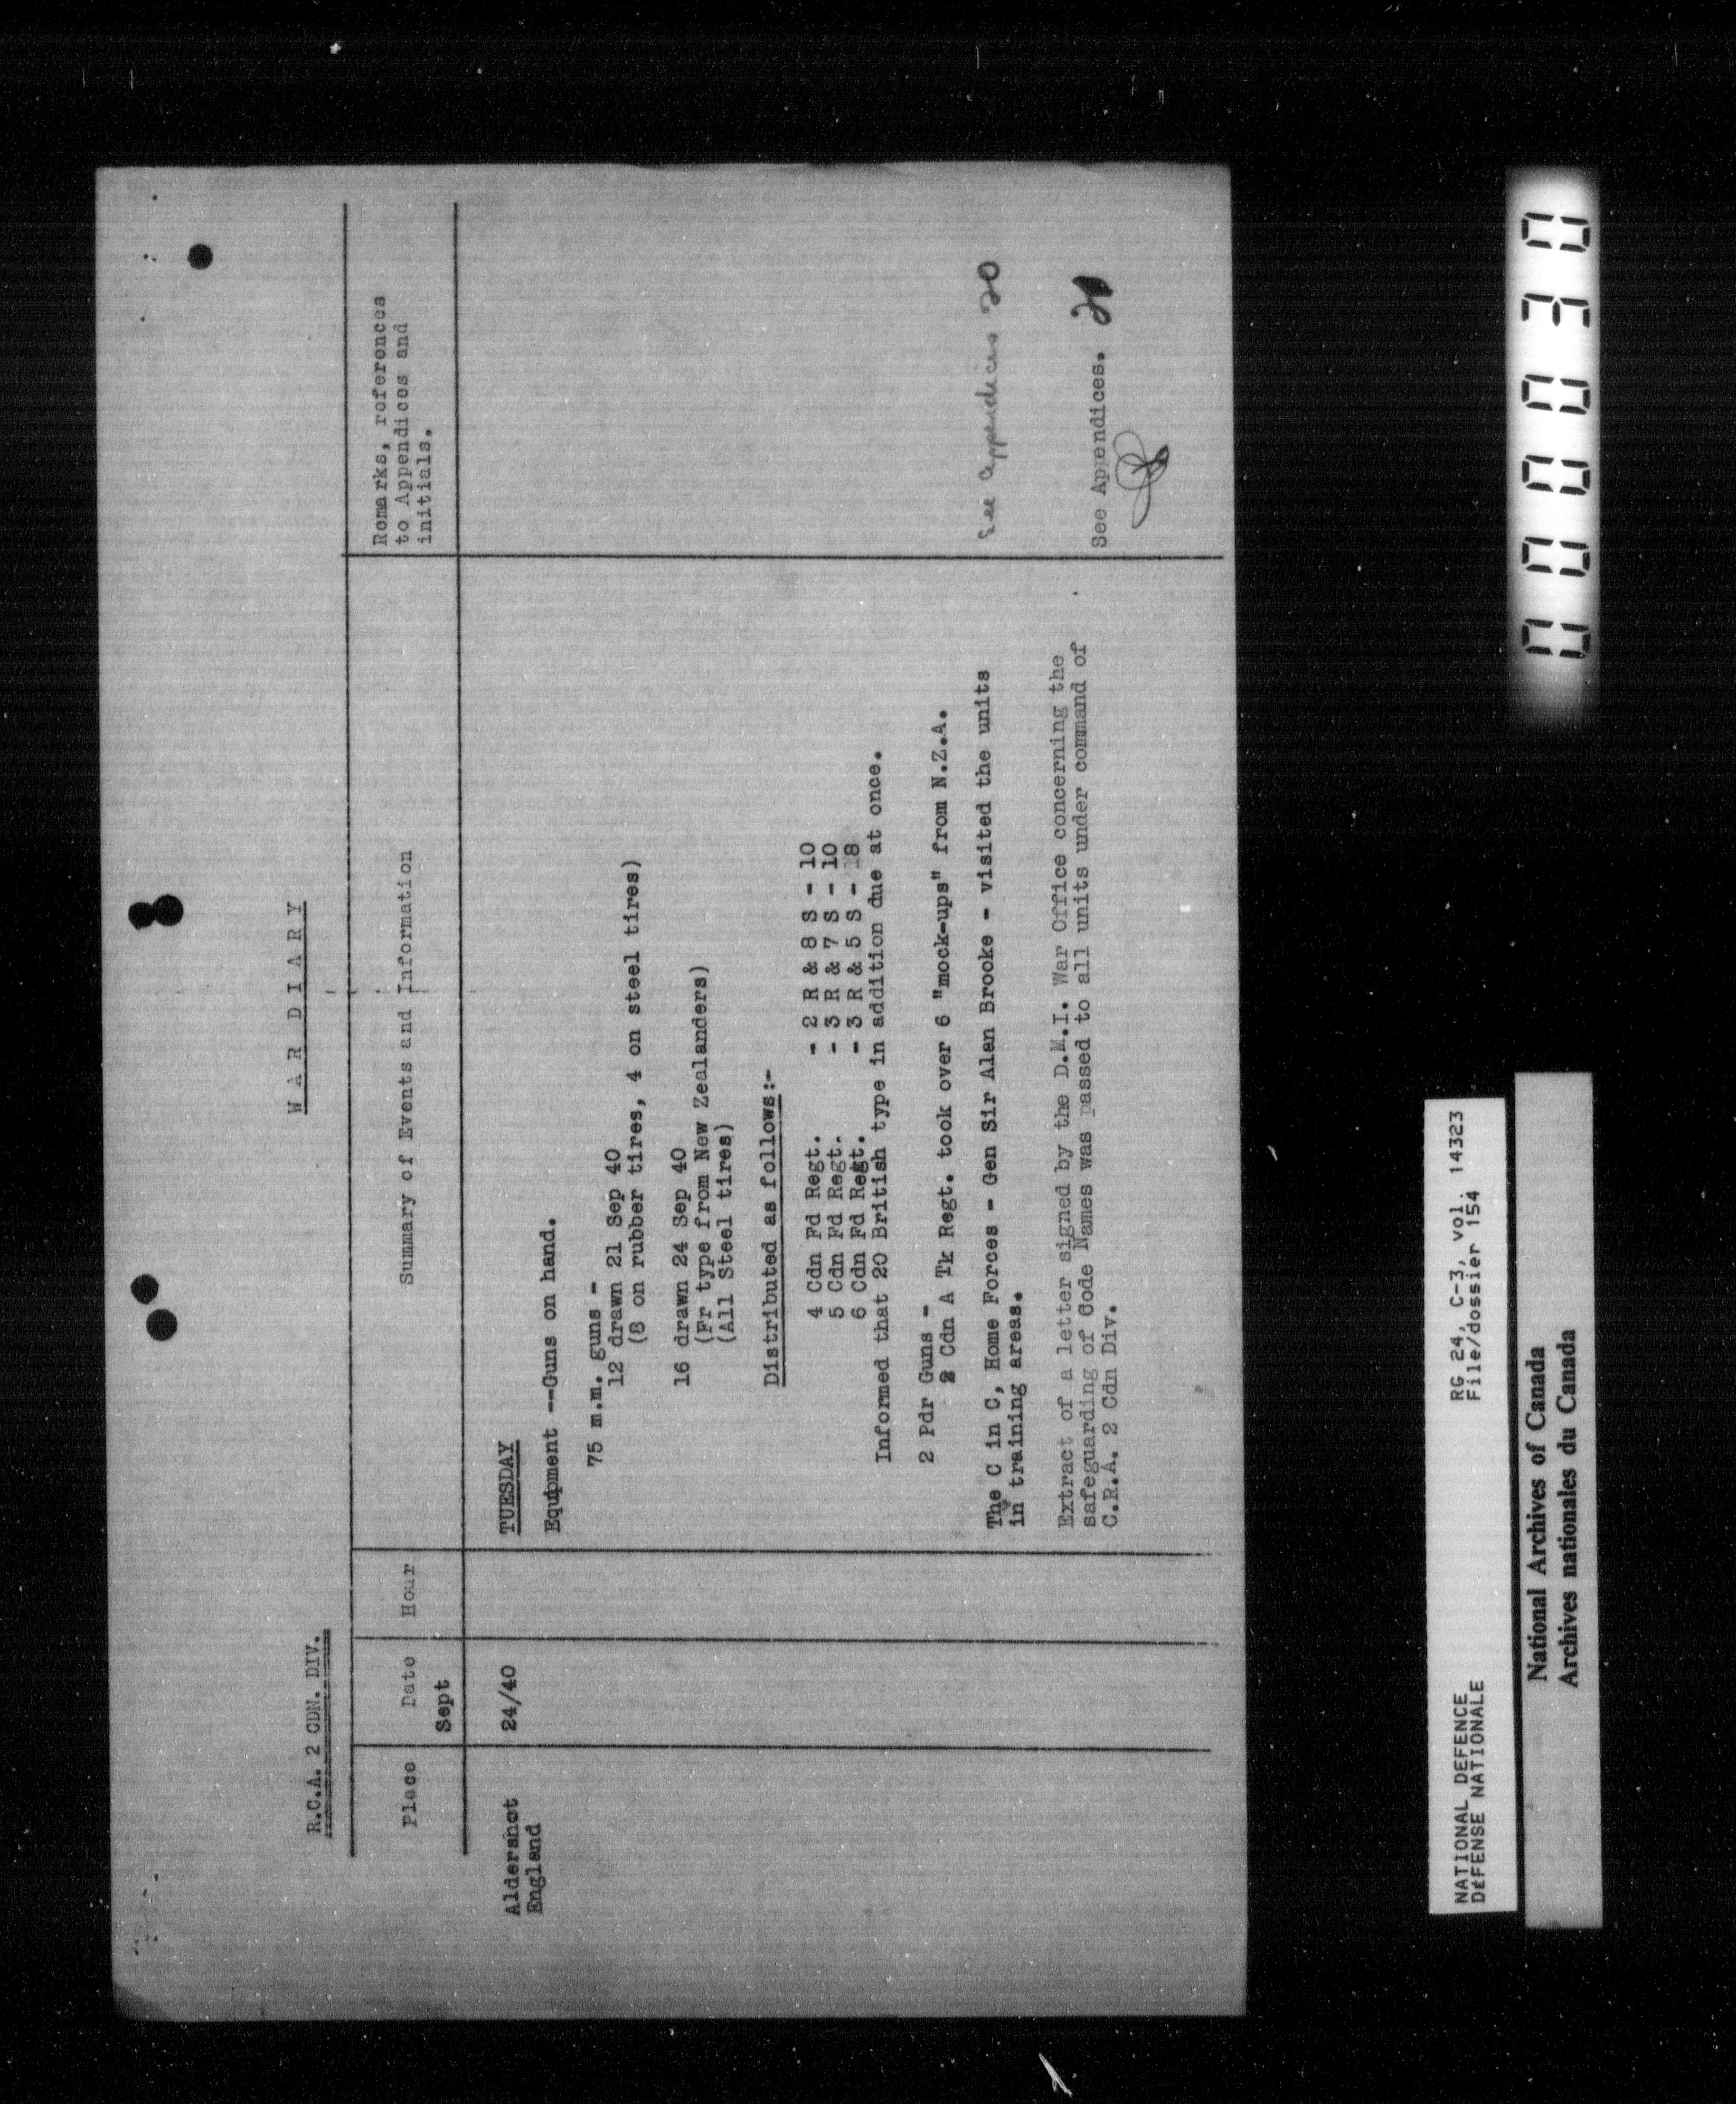 WAR DIARY
R.C.A. 2 CDN. DIV.
Place Date Hour Summary of Events and Information Remarks, references to Appendices and initials.
Sept
Aldershot England 24/40 TUESDAY
Equipment --Guns on hand.
75 m.m. guns -
12 drawn 21 Sep 40
(8 on rubber tires, 4 on steel tires)
16 drawn 24 Sep 40
(Fr type from New Zealanders)
(All Steel tires)
Distributed as follows:-
4 Cdn Fd Regt. - 2 R & 8 S - 10
5 Cdn Fd Regt. - 3 R & 7 S - 10
6 Cdn Fd Regt. - 3 R & 5 S - 8
Informed that 20 British type in addition due at once.
2 Pdr Guns -
2 Cdn A Tk Regt. took over 6 "mock-ups" from N.Z.A.
The C in C, Home Forces - Gen Sir Alan Brooke - visited the units See Appendices 20
in training areas.
Extract of a letter signed by the D.M.I. War Office concerning the
safeguarding of Code Names was passed to all units under command of See Appendices. 21
C.R.A. 2 Cdn Div.
NATIONAL DEFENCE RG 24, C-3, vol. 14323
DÉFENSE NATIONALE File/dossier 154
National Archives of Canada
Archives nationales du Canada
000030